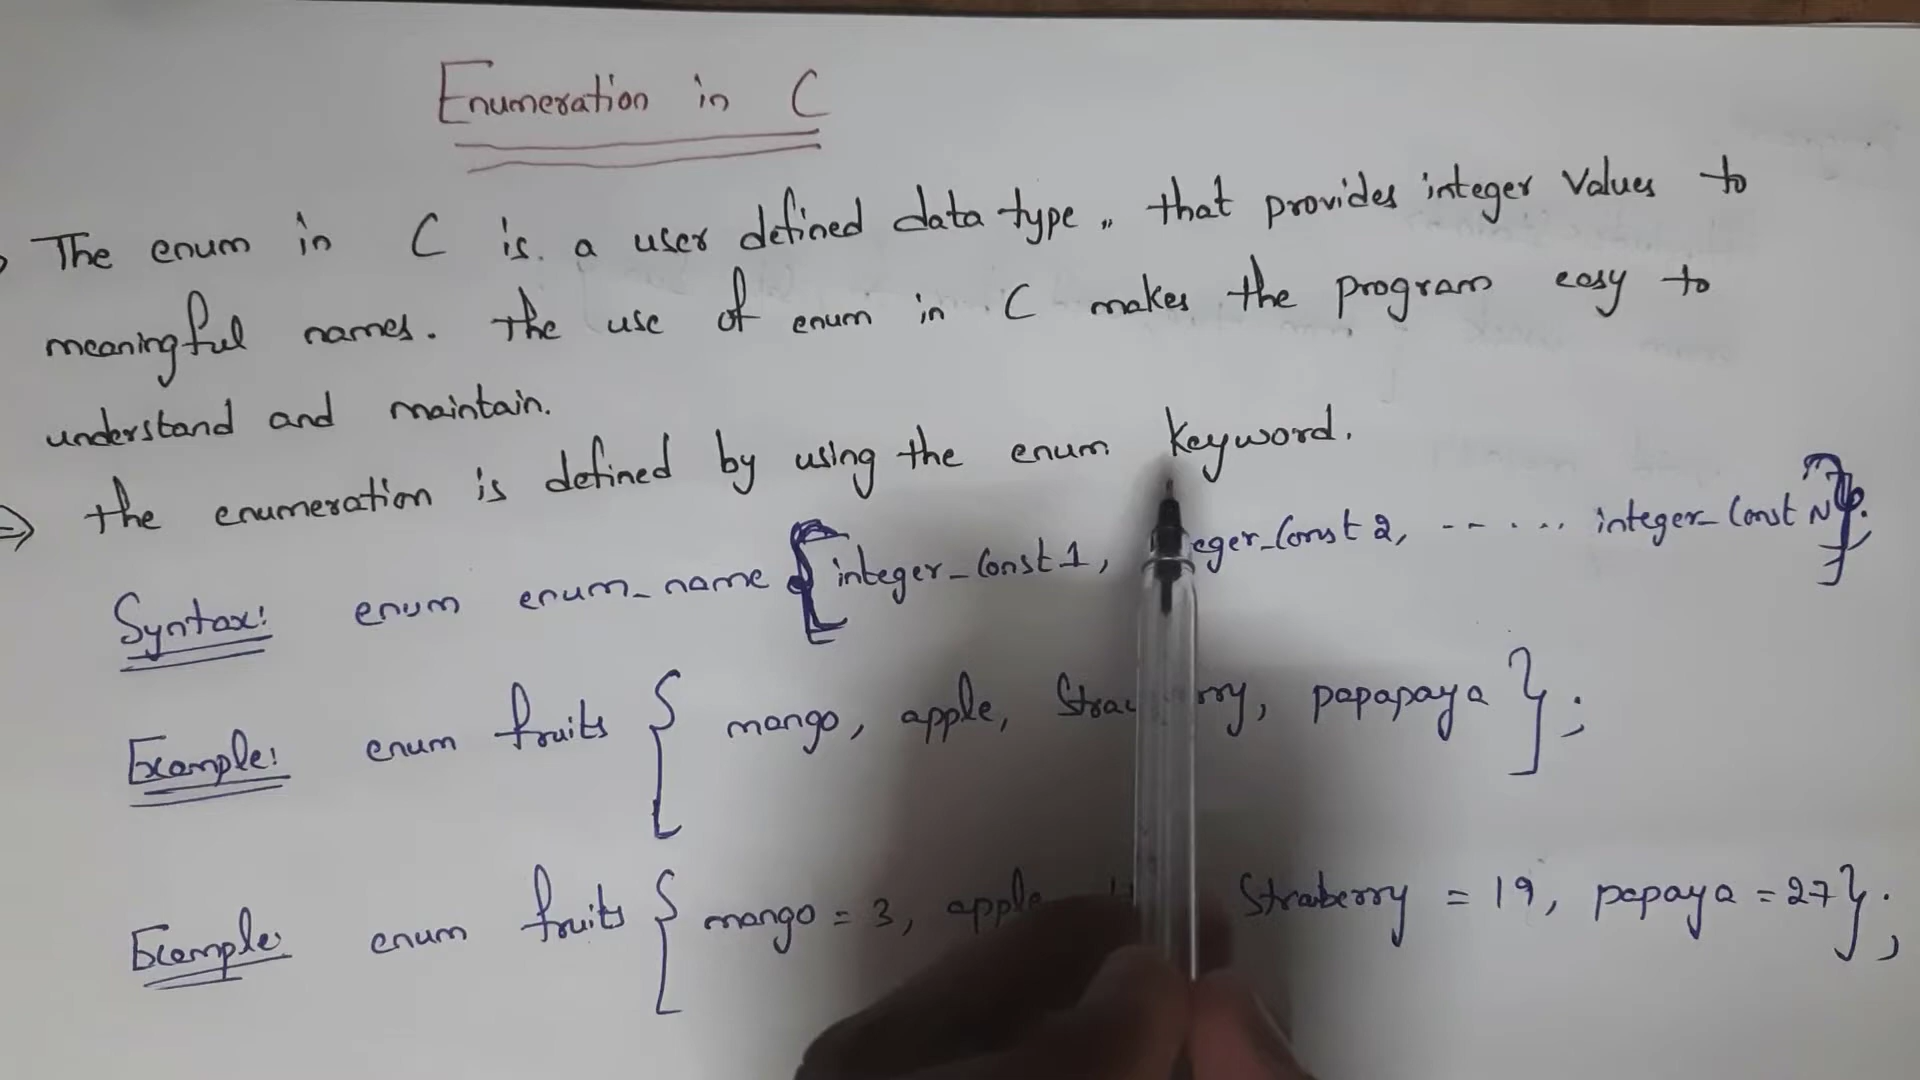 Enumeration in C
The enum in C is a user defined data type,, that provides integer values to
meaningful names. The use of enum in C makes the program easy to
understand and maintain.
⇒ the enumeration is defined by using the enum Keyword.
Syntax: enum enum_name {integer_Const 1, eger_Const 2, ------- integer_Const N};
Example: enum fruits { mango, apple, papapaya };
Example: enum fruits { mango = 3, apple Straberry = 19, papaya = 27};